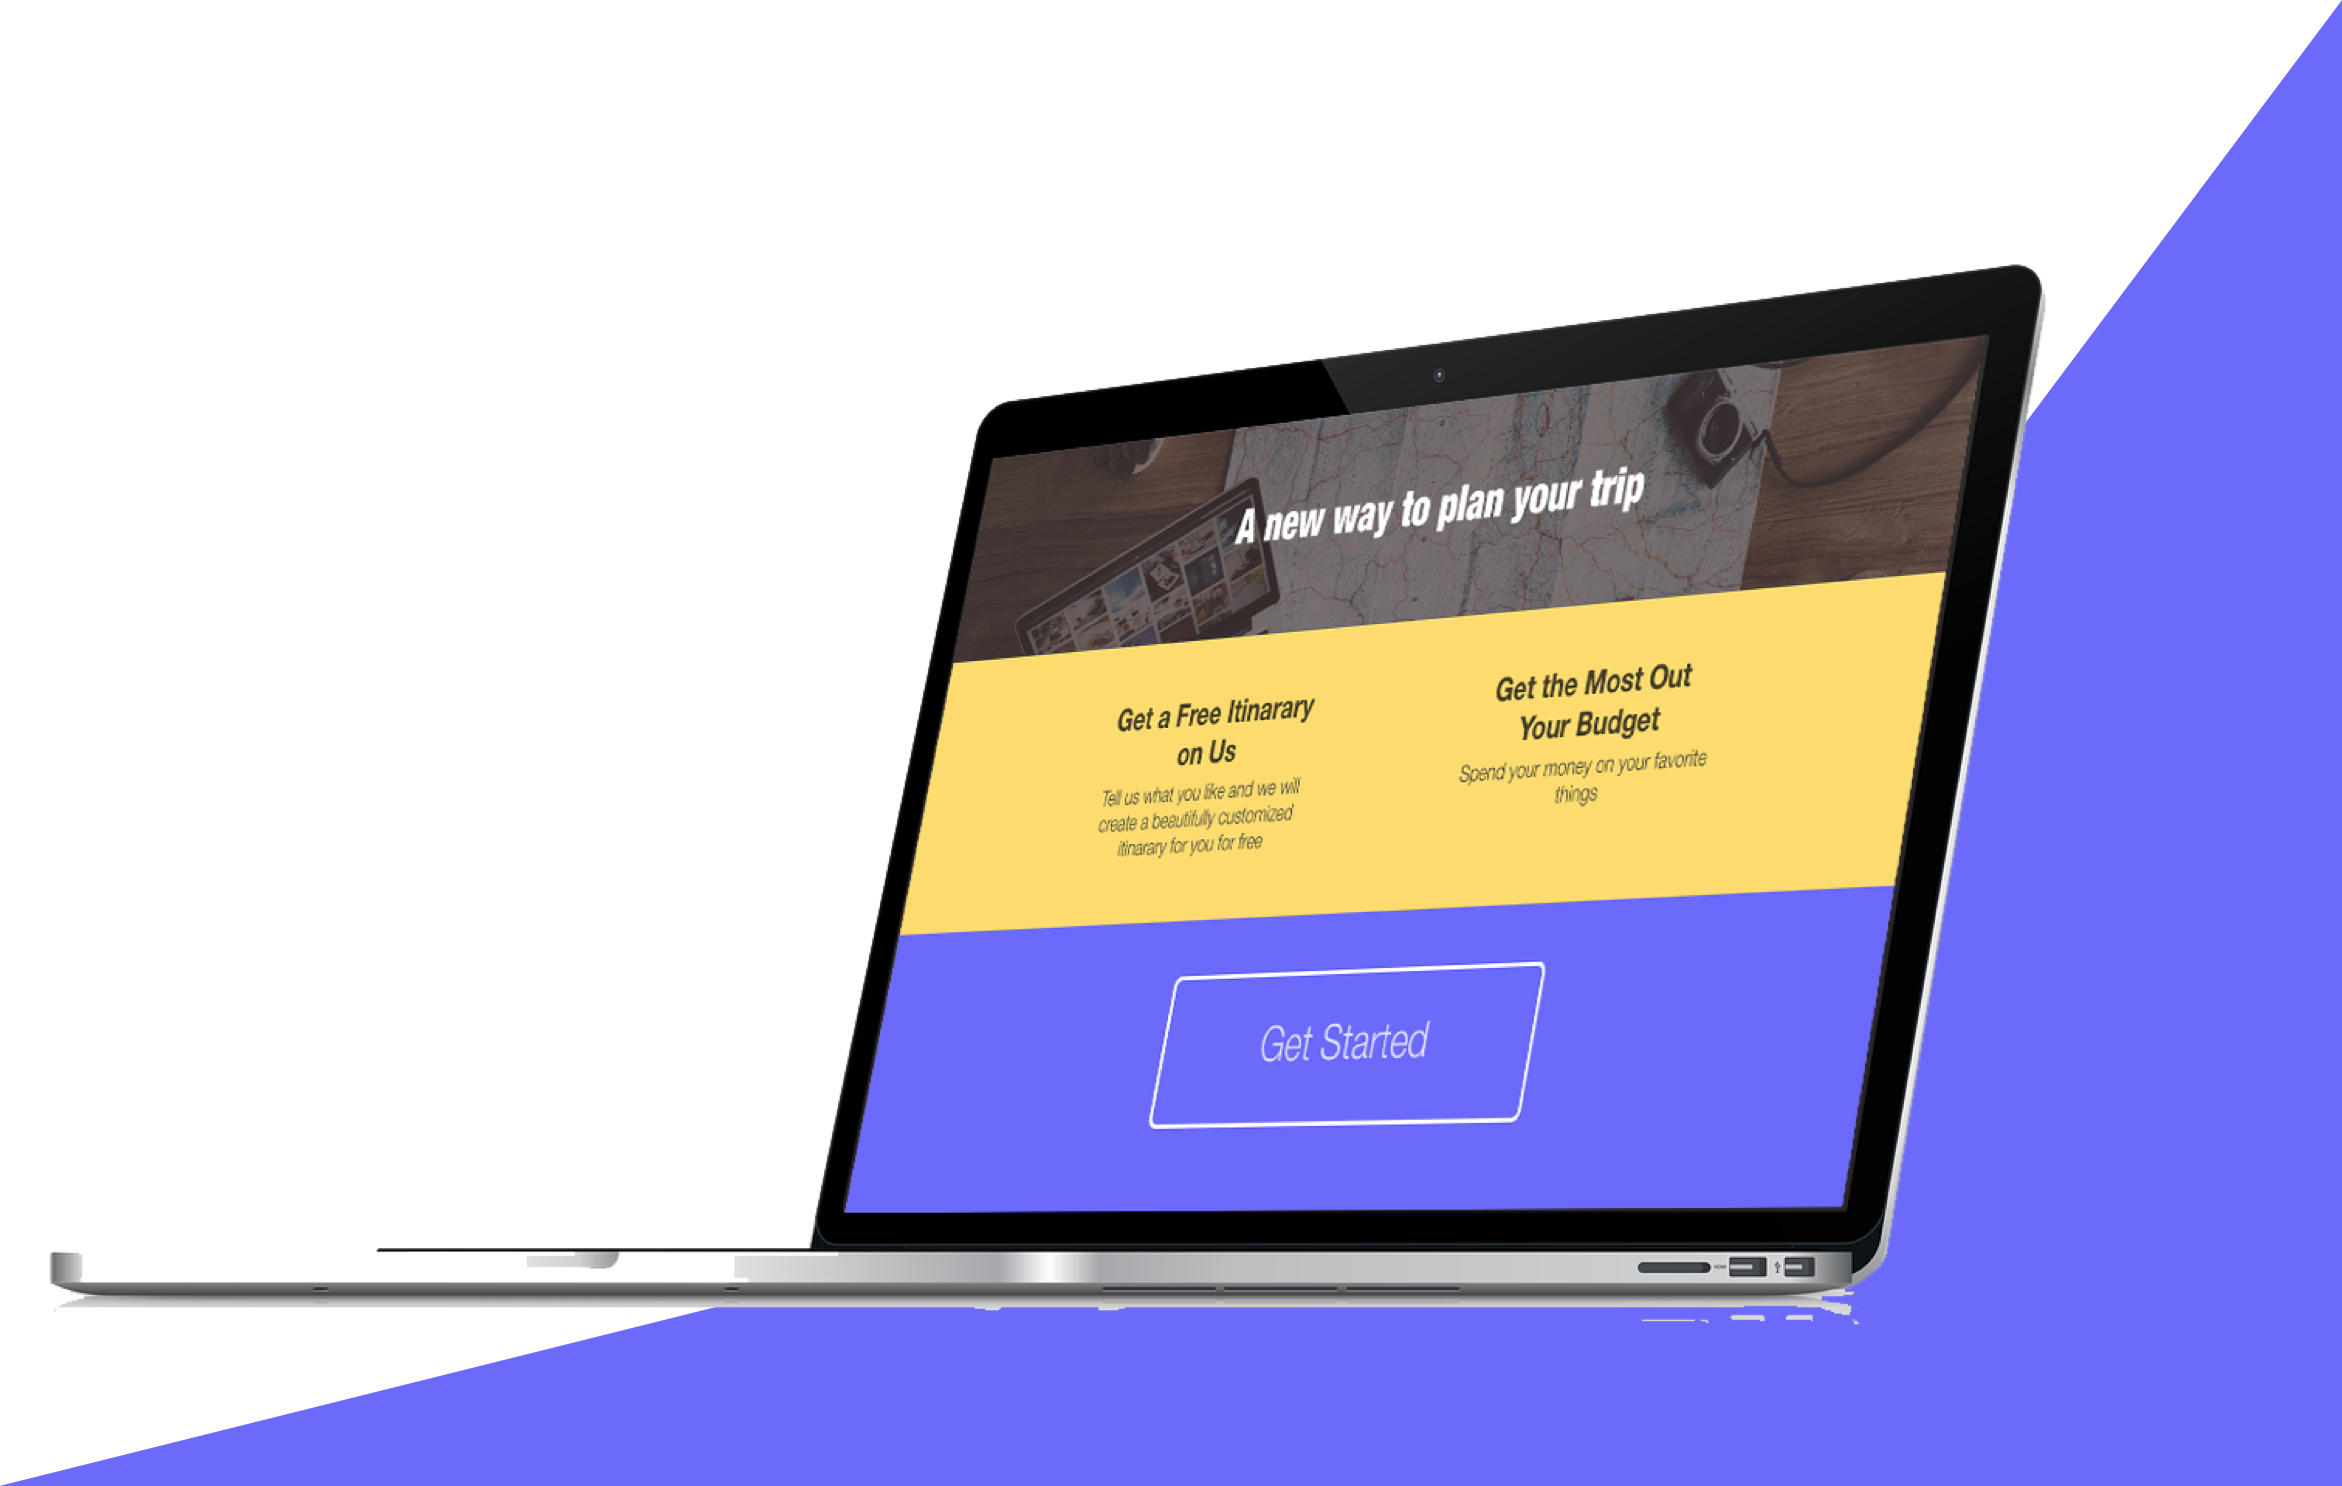 A new way to plan your trip
Get a Free Itinarary
on Us
Tell us what you like and we will
create a beautifully customized
itinarary for you for free
Get the Most Out
Your Budget
Spend your money on your favorite
things
Get Started